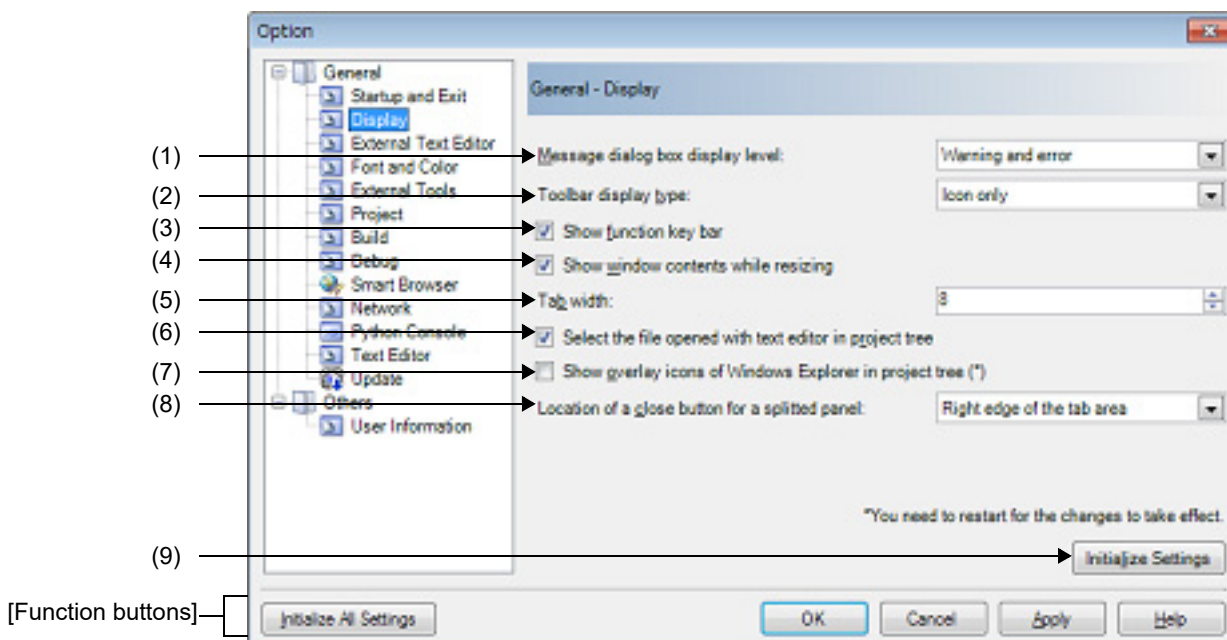 Option
General
Startup and Exit
Display
External Text Editor
Font and Color
External Tools
Project
Build
Debug
Smart Browser
Network
Python Console
Text Editor
Update
Others
User Information
General - Display
(1) Message dialog box display level: Warning and error
(2) Toolbar display type: Icon only
(3) Show function key bar
(4) Show window contents while resizing
(5) Tab width: 8
(6) Select the file opened with text editor in project tree
(7) Show overlay icons of Windows Explorer in project tree (*)
(8) Location of a close button for a splitted panel: Right edge of the tab area
*You need to restart for the changes to take effect.
(9) Initialize Settings
[Function buttons] Initialize All Settings OK Cancel Apply Help